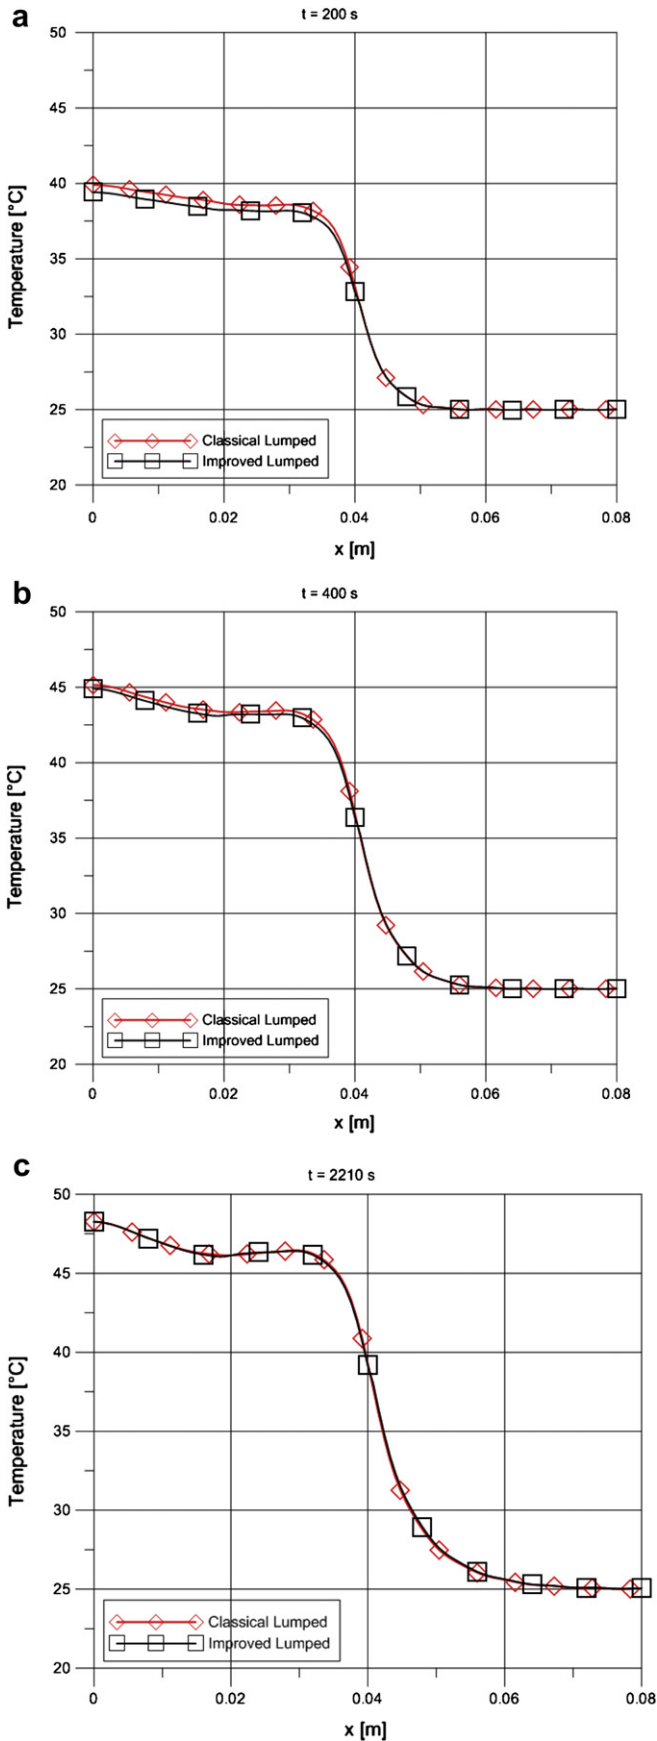 a
t = 200 s
50
45
40
35
30
25
20
Temperature [°C]
Classical Lumped
Improved Lumped
0 0.02 0.04 0.06 0.08
x [m]
b
t = 400 s
50
45
40
35
30
25
20
Temperature [°C]
Classical Lumped
Improved Lumped
0 0.02 0.04 0.06 0.08
x [m]
c
t = 2210 s
50
45
40
35
30
25
20
Temperature [°C]
Classical Lumped
Improved Lumped
0 0.02 0.04 0.06 0.08
x [m]